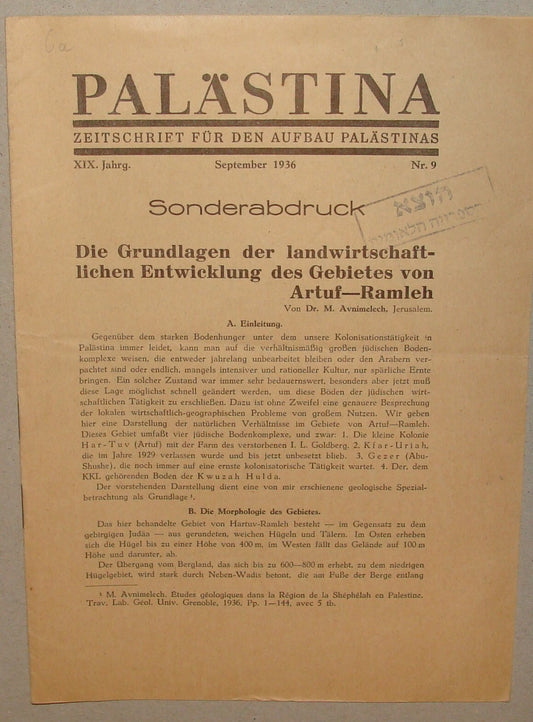 6a
PALÄSTINA
ZEITSCHRIFT FÜR DEN AUFBAU PALÄSTINAS
XIX. Jahrg. September 1936 Nr. 9
Sonderabdruck
הוצא
מספריה הלאומית
Die Grundlagen der landwirtschaft-
lichen Entwicklung des Gebietes von
Artuf—Ramleh
Von Dr. M. Avnimelech, Jerusalem.
A. Einleitung.
Gegenüber dem starken Bodenhunger unter dem unsere Kolonisationstätigkeit in
Palästina immer leidet, kann man auf die verhältnismäßig großen jüdischen Boden-
komplexe weisen, die entweder jahrelang unbearbeitet bleiben oder den Arabern ver-
pachtet sind oder endlich, mangels intensiver und rationeller Kultur, nur spärliche Ernte
bringen. Ein solcher Zustand war immer sehr bedauernswert, besonders aber jetzt muß
diese Lage möglichst schnell geändert werden, um diese Böden der jüdischen wirt-
schaftlichen Tätigkeit zu erschließen. Dazu ist ohne Zweifel eine genauere Besprechung
der lokalen wirtschaftlich-geographischen Probleme von großem Nutzen. Wir geben
hier eine Darstellung der natürlichen Verhältnisse im Gebiete von Artuf—Ramleh.
Dieses Gebiet umfaßt vier jüdische Bodenkomplexe, und zwar: 1. Die kleine Kolonie
Har-Tuv (Artuf) mit der Farm des verstorbenen I. L. Goldberg. 2. Kfar-Uriah,
die im Jahre 1929 verlassen wurde und bis jetzt unbesetzt blieb. 3. Gezer (Abu-
Shushe), die noch immer auf eine erste kolonisatorische Tätigkeit wartet. 4. Der. dem
KKL gehörenden Boden der Kwuzah Hulda.
Der vorstehenden Darstellung dient eine von mir erschienene geologische Spezial-
betrachtung als Grundlage ¹.
B. Die Morphologie des Gebietes.
Das hier behandelte Gebiet von Hartuv-Ramleh besteht — im Gegensatz zu dem
gebirgigen Judäa — aus gerundeten, weichen Hügeln und Tälern. Im Osten erheben
sich die Hügel bis zu einer Höhe von 400 m, im Westen fällt das Gelände auf 100 m
Höhe und darunter, ab.
Der Übergang vom Bergland, das sich bis zu 600—800 m erhebt, zu dem niedrigen
Hügelgebiet, wird stark durch Neben-Wadis betont, die am Fuße der Berge entlang
¹ M. Avnimelech. Études géologiques dans la Région de la Shéphélah en Palestine.
Trav. Lab. Géol. Univ. Grenoble, 1936. Pp. 1—144, avec 5 tb.